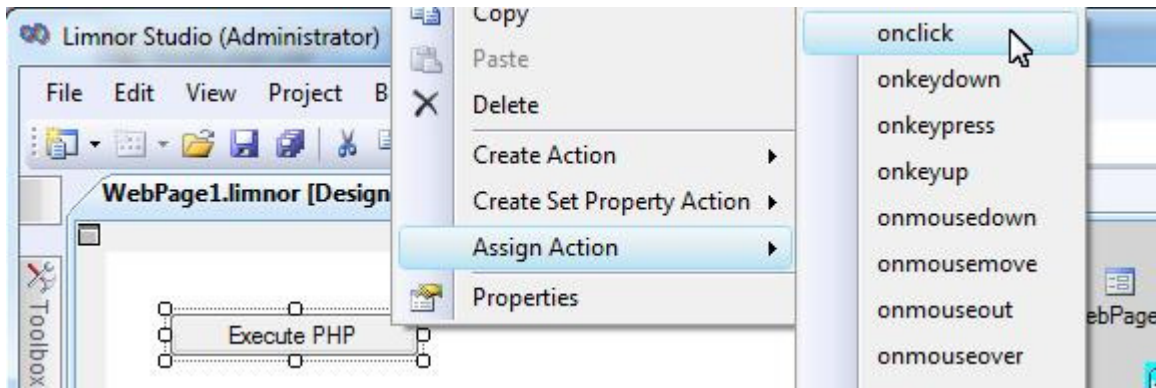 Limnor Studio (Administrator)
File Edit View Project B
WebPage1.limnor [Design
Toolbox
Execute PHP
Copy
Paste
Delete
Create Action
Create Set Property Action
Assign Action
Properties
onclick
onkeydown
onkeypress
onkeyup
onmousedown
onmousemove
onmouseout
onmouseover
ebPage